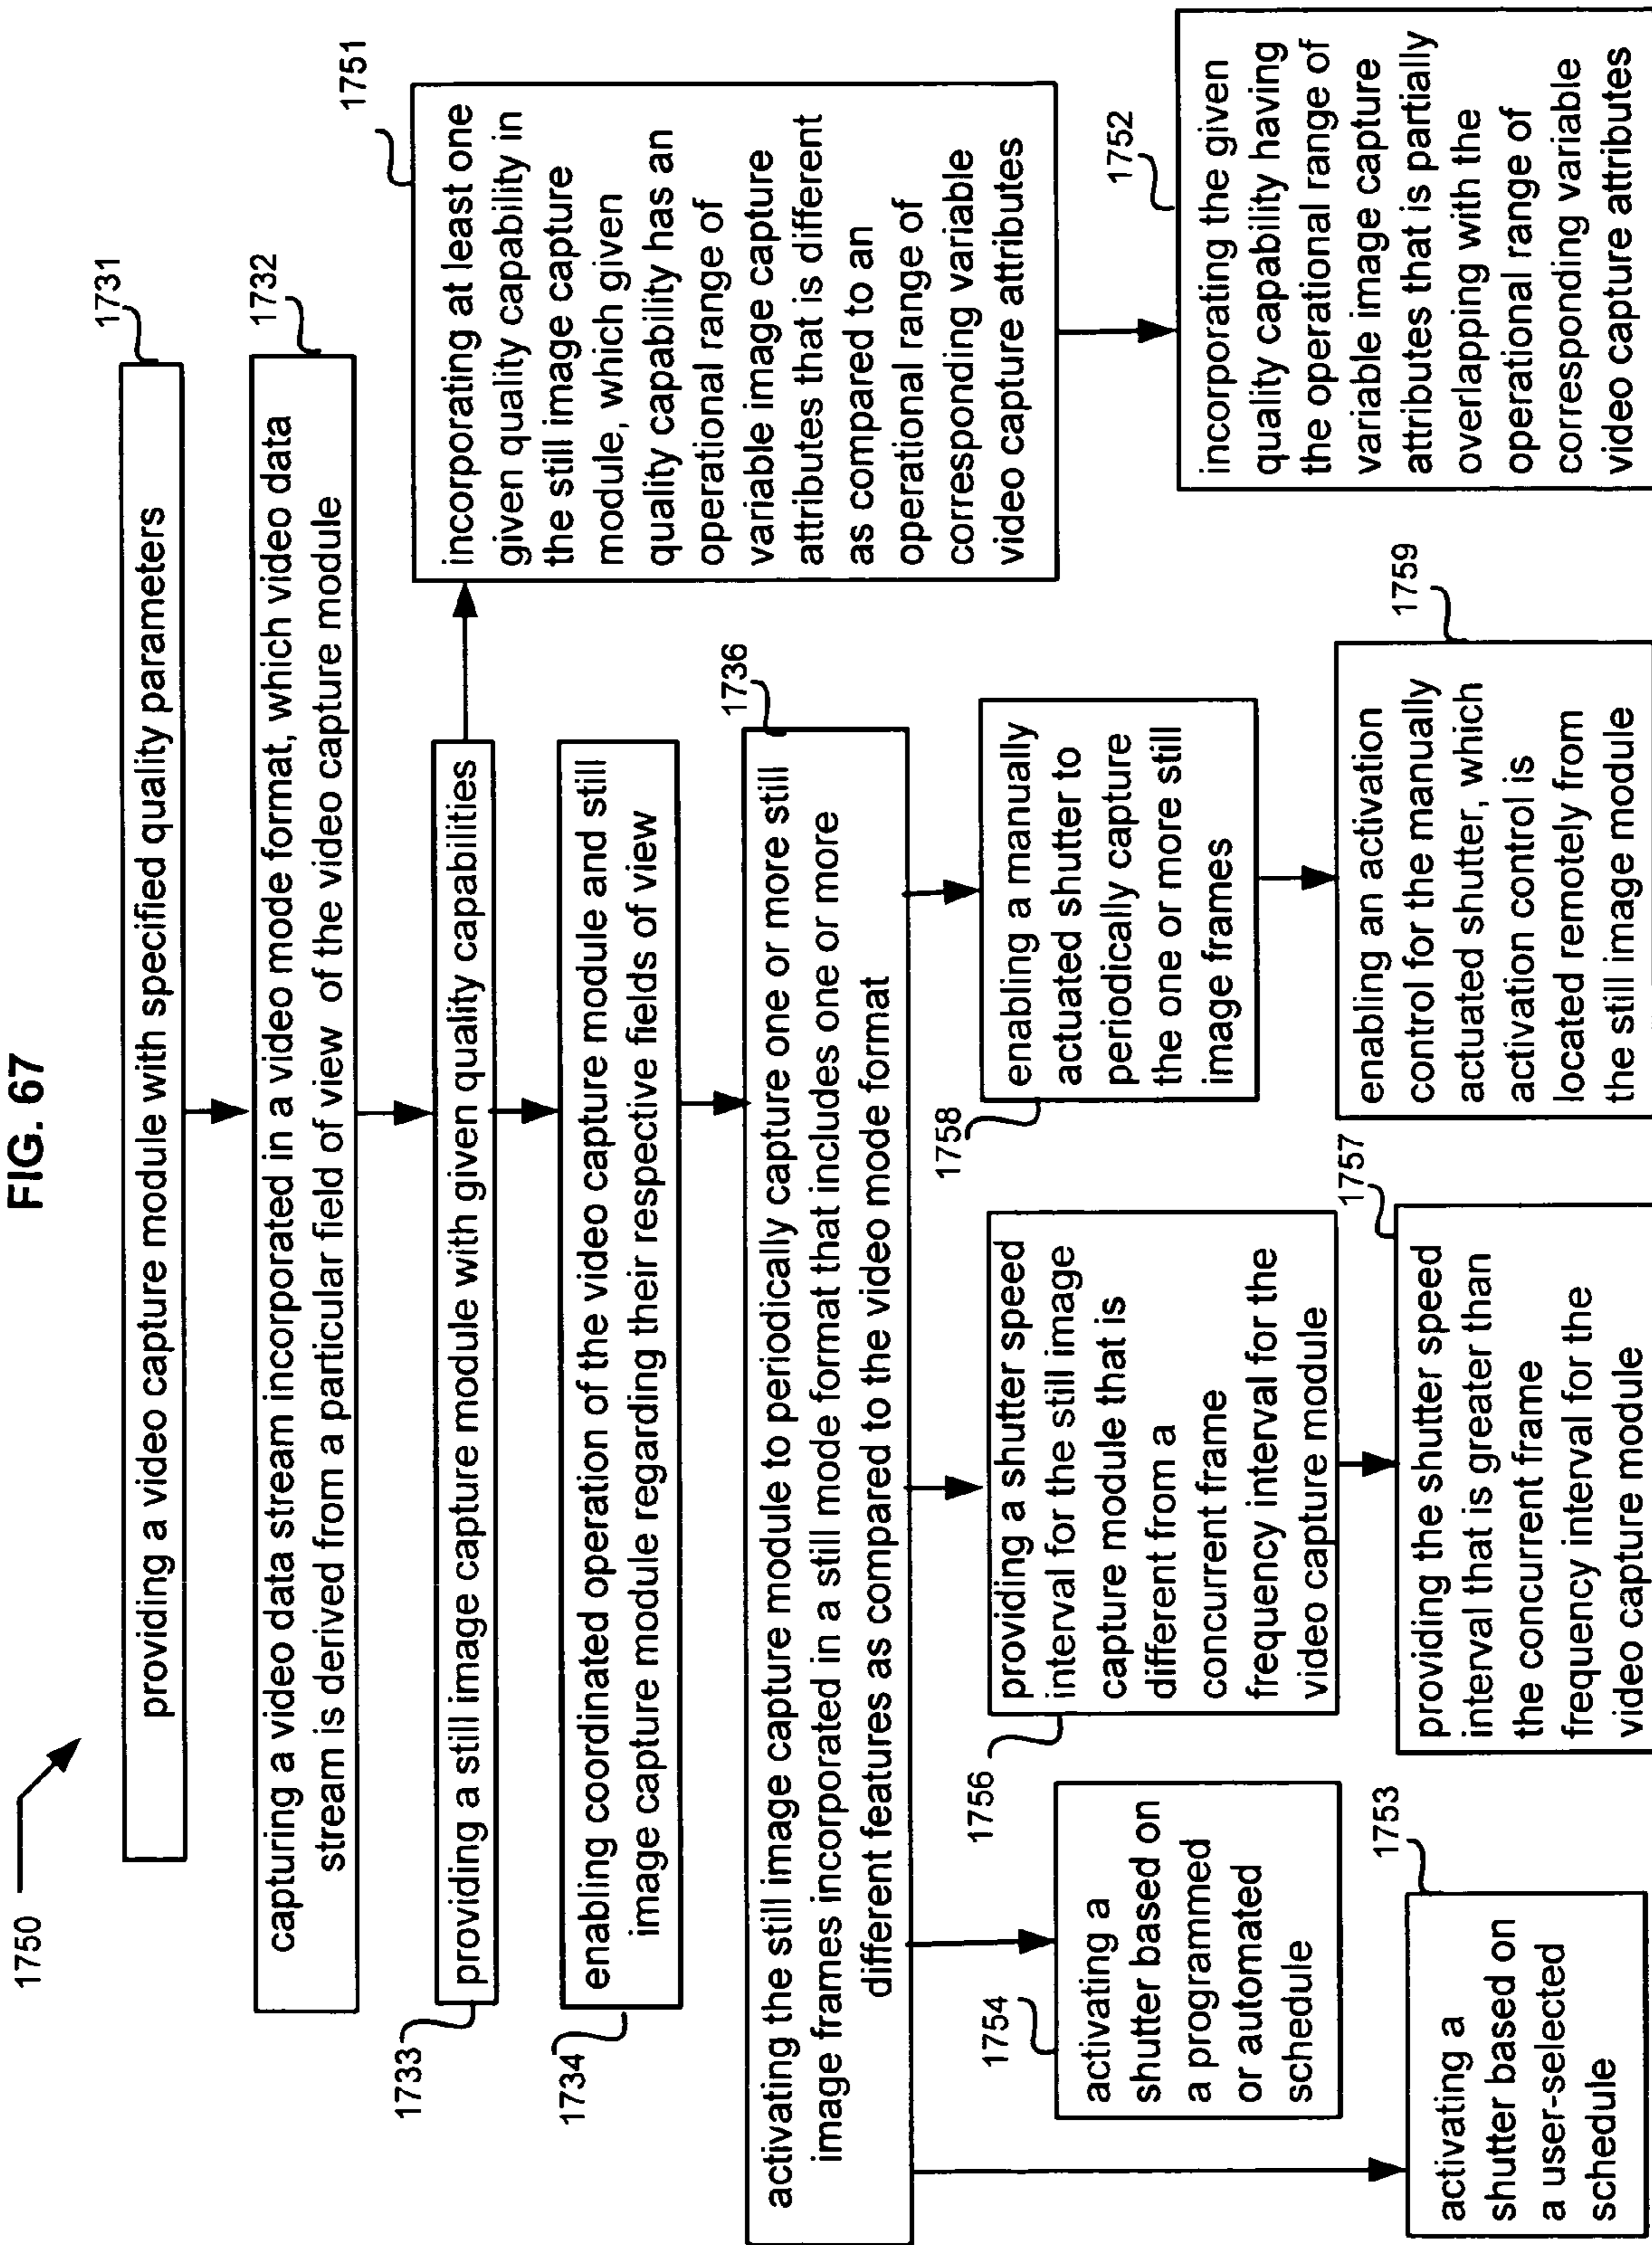 FIG. 67
1750
1731
providing a video capture module with specified quality parameters
1732
capturing a video data stream incorporated in a video mode format, which video data
stream is derived from a particular field of view of the video capture module
1733
providing a still image capture module with given quality capabilities
1751
incorporating at least one
given quality capability in
the still image capture
module, which given
quality capability has an
operational range of
variable image capture
attributes that is different
as compared to an
operational range of
corresponding variable
video capture attributes
1752
incorporating the given
quality capability having
the operational range of
variable image capture
attributes that is partially
overlapping with the
operational range of
corresponding variable
video capture attributes
1734
enabling coordinated operation of the video capture module and still
image capture module regarding their respective fields of view
1736
activating the still image capture module to periodically capture one or more still
image frames incorporated in a still mode format that includes one or more
different features as compared to the video mode format
1754
activating a
shutter based on
a programmed
or automated
schedule
1753
activating a
shutter based on
a user-selected
schedule
1756
providing a shutter speed
interval for the still image
capture module that is
different from a
concurrent frame
frequency interval for the
video capture module
1757
providing the shutter speed
interval that is greater than
the concurrent frame
frequency interval for the
video capture module
1758
enabling a manually
actuated shutter to
periodically capture
the one or more still
image frames
1759
enabling an activation
control for the manually
actuated shutter, which
activation control is
located remotely from
the still image module